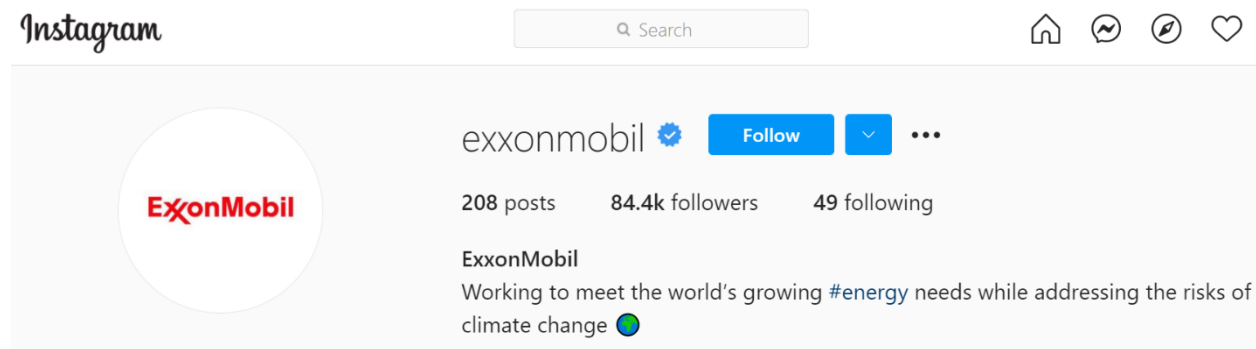 Instagram
Search
ExxonMobil
exxonmobil Follow
208 posts 84.4k followers 49 following
ExxonMobil
Working to meet the world's growing #energy needs while addressing the risks of
climate change